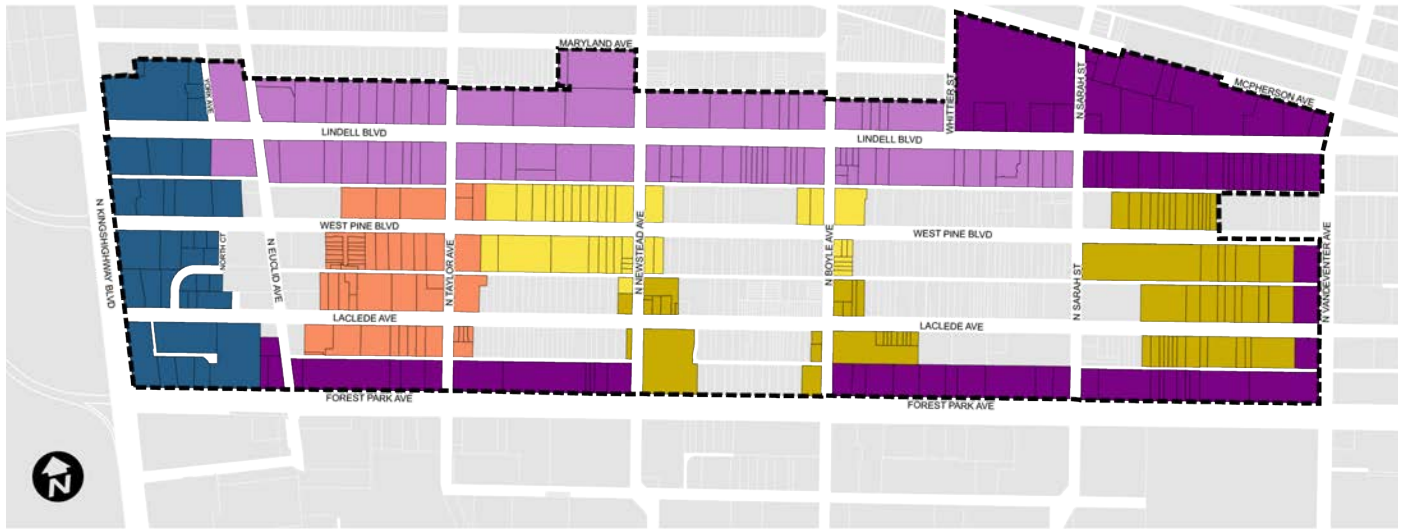 MARYLAND AVE
YORK AVE
WHITTIER ST
N SARAH ST
MCPHERSON AVE
LINDELL BLVD
LINDELL BLVD
N KINGSHIGHWAY BLVD
WEST PINE BLVD
WEST PINE BLVD
NORTH CT
N EUCLID AVE
N TAYLOR AVE
N NEWSTEAD AVE
N BOYLE AVE
N SARAH ST
N VANDEVENTER AVE
LACLEDE AVE
LACLEDE AVE
FOREST PARK AVE
FOREST PARK AVE
N